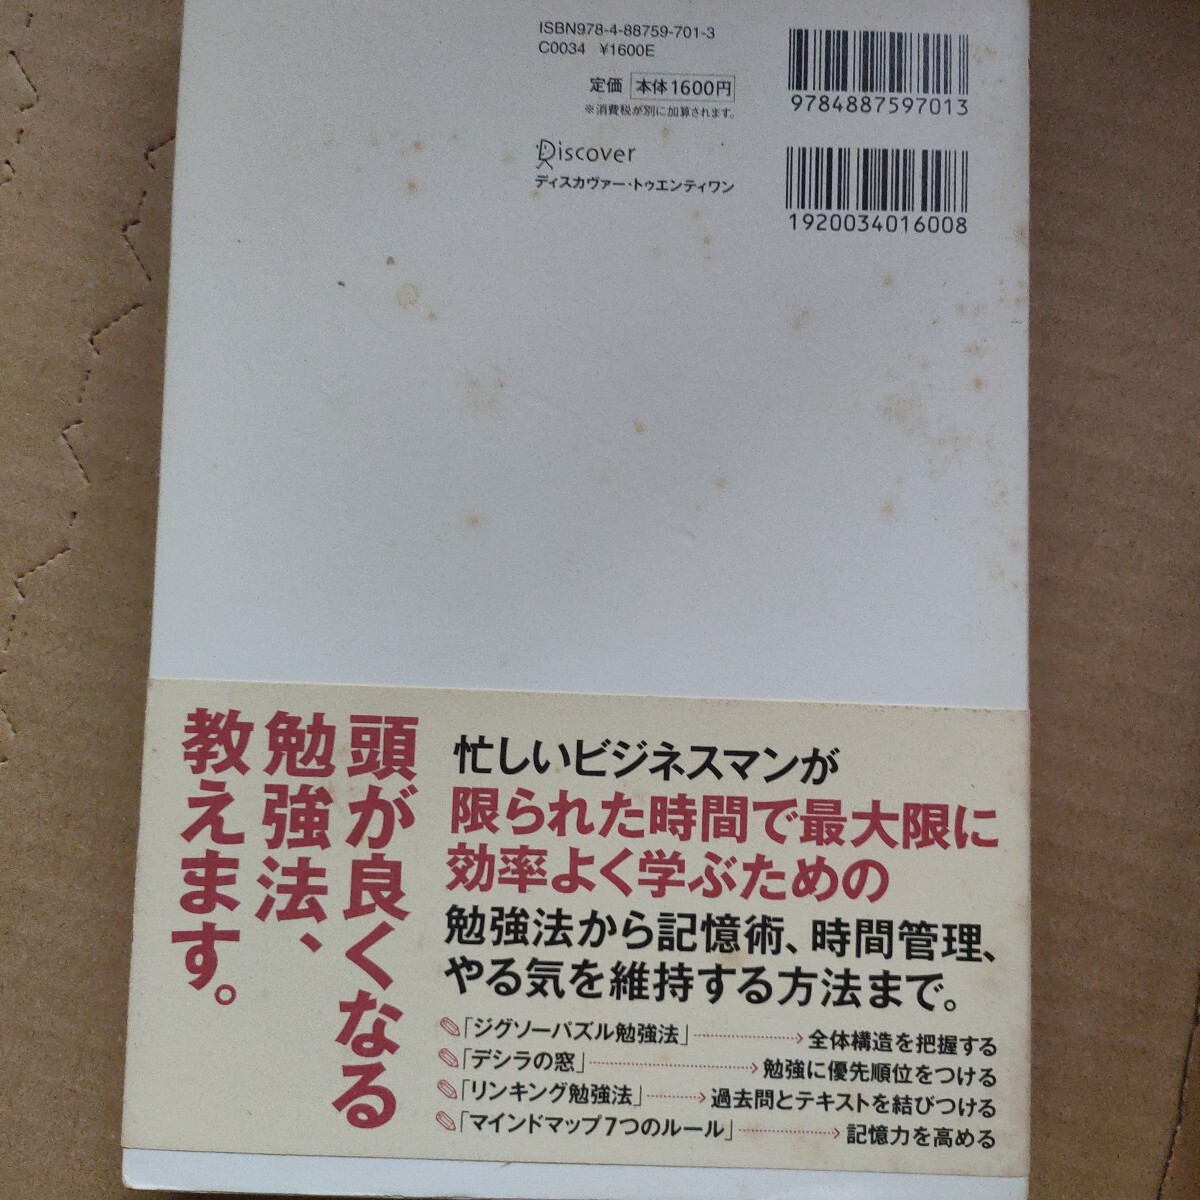 ISBN978-4-88759-701-3
C0034 ¥1600E
定価 本体1600円
※消費税が別に加算されます。
Discover
ディスカヴァー・トゥエンティワン
9784887597013
1920034016008
頭が良くなる
勉強法、
教えます。
忙しいビジネスマンが
限られた時間で最大限に
効率よく学ぶための
勉強法から記憶術、時間管理、
やる気を維持する方法まで。
「ジグソーパズル勉強法」→全体構造を把握する
「デシラの窓」→勉強に優先順位をつける
「リンキング勉強法」→過去問とテキストを結びつける
「マインドマップ7つのルール」→記憶力を高める